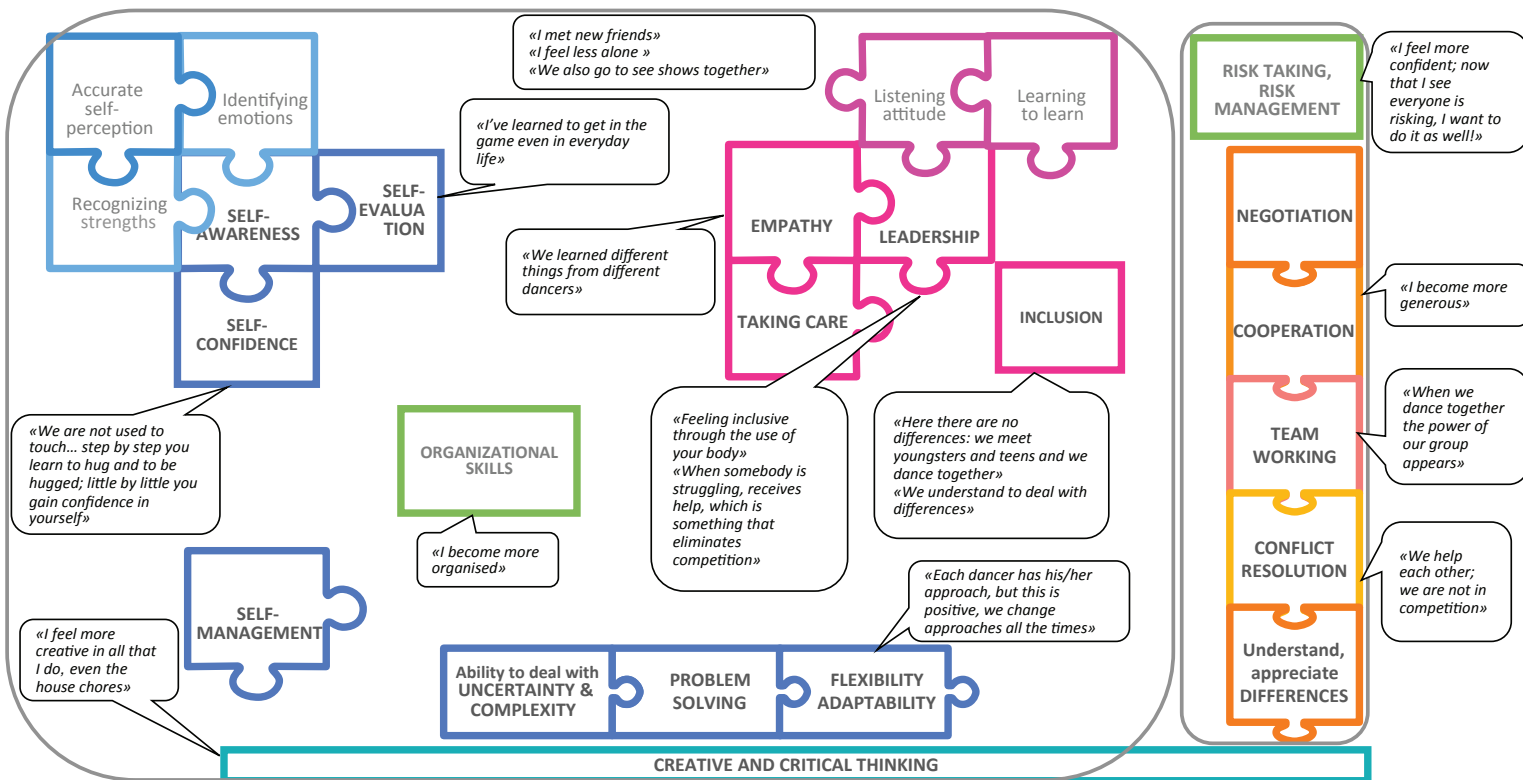 Accurate
self-
perception
Identifying
emotions
Recognizing
strengths
SELF-
AWARENESS
SELF-
EVALUA
TION
SELF-
CONFIDENCE
«I met new friends»
«I feel less alone »
«We also go to see shows together»
«I've learned to get in the
game even in everyday
life»
«We learned different
things from different
dancers»
Listening
attitude
Learning
to learn
EMPATHY
LEADERSHIP
TAKING CARE
INCLUSION
«We are not used to
touch... step by step you
learn to hug and to be
hugged; little by little you
gain confidence in
yourself»
ORGANIZATIONAL
SKILLS
«I become more
organised»
«Feeling inclusive
through the use of
your body»
«When somebody is
struggling, receives
help, which is
something that
eliminates
competition»
«Here there are no
differences: we meet
youngsters and teens and we
dance together»
«We understand to deal with
differences»
SELF-
MANAGEMENT
«I feel more
creative in all that
I do, even the
house chores»
«Each dancer has his/her
approach, but this is
positive, we change
approaches all the times»
Ability to deal with
UNCERTAINTY &
COMPLEXITY
PROBLEM
SOLVING
FLEXIBILITY
ADAPTABILITY
CREATIVE AND CRITICAL THINKING
RISK TAKING,
RISK
MANAGEMENT
«I feel more
confident; now
that I see
everyone is
risking, I want to
do it as well!»
NEGOTIATION
COOPERATION
«I become more
generous»
TEAM
WORKING
«When we
dance together
the power of
our group
appears»
CONFLICT
RESOLUTION
«We help
each other;
we are not in
competition»
Understand,
appreciate
DIFFERENCES